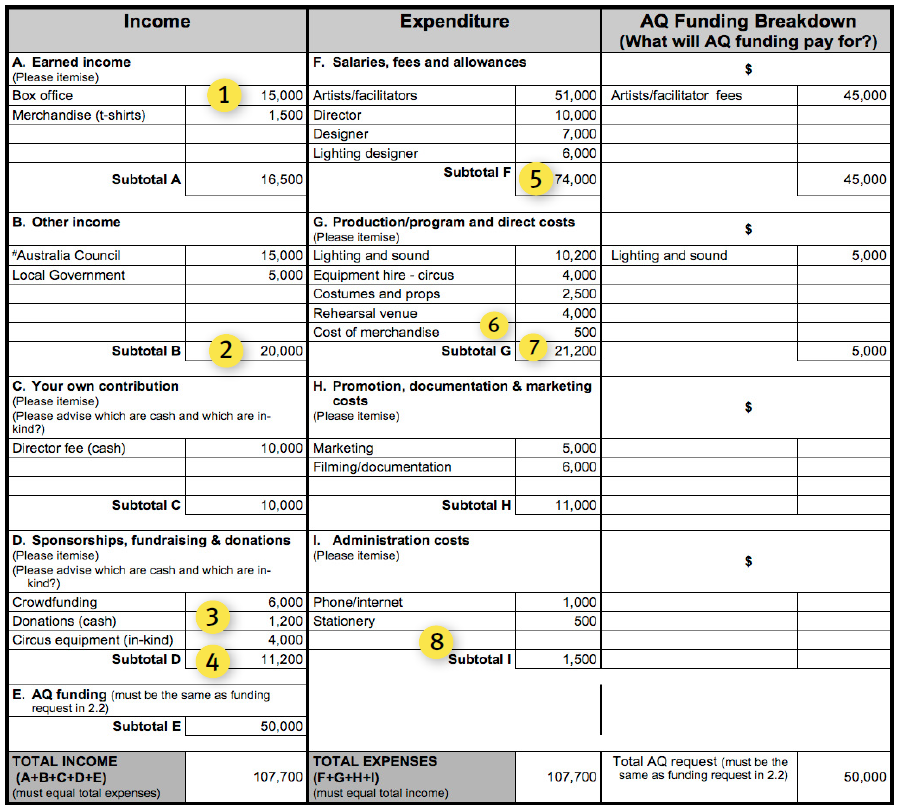 Income Expenditure AQ Funding Breakdown
(What will AQ funding pay for?)
A. Earned income F. Salaries, fees and allowances $
(Please itemise)
Box office 1 15,000 Artists/facilitators 51,000 Artists/facilitator fees 45,000
Merchandise (t-shirts) 1,500 Director 10,000
Designer 7,000
Lighting designer 6,000
Subtotal A 16,500 Subtotal F 5 74,000 45,000
B. Other income G. Production/program and direct costs $
(Please itemise)
#Australia Council 15,000 Lighting and sound 10,200 Lighting and sound 5,000
Local Government 5,000 Equipment hire - circus 4,000
Costumes and props 2,500
Rehearsal venue 4,000
Cost of merchandise 6 500
Subtotal B 2 20,000 Subtotal G 7 21,200 5,000
C. Your own contribution H. Promotion, documentation & marketing
(Please itemise) costs $
(Please advise which are cash and which are in- (Please itemise)
kind?)
Director fee (cash) 10,000 Marketing 5,000
Filming/documentation 6,000
Subtotal C 10,000 Subtotal H 11,000
D. Sponsorships, fundraising & donations I. Administration costs
(Please itemise) (Please itemise) $
(Please advise which are cash and which are in-
kind?)
Crowdfunding 6,000 Phone/internet 1,000
Donations (cash) 3 1,200 Stationery 500
Circus equipment (in-kind) 4,000 8
Subtotal D 4 11,200 Subtotal I 1,500
E. AQ funding (must be the same as funding
request in 2.2)
Subtotal E 50,000
TOTAL INCOME TOTAL EXPENSES Total AQ request (must be the
(A+B+C+D+E) 107,700 (F+G+H+I) 107,700 same as funding request in 2.2) 50,000
(must equal total expenses) (must equal total income)